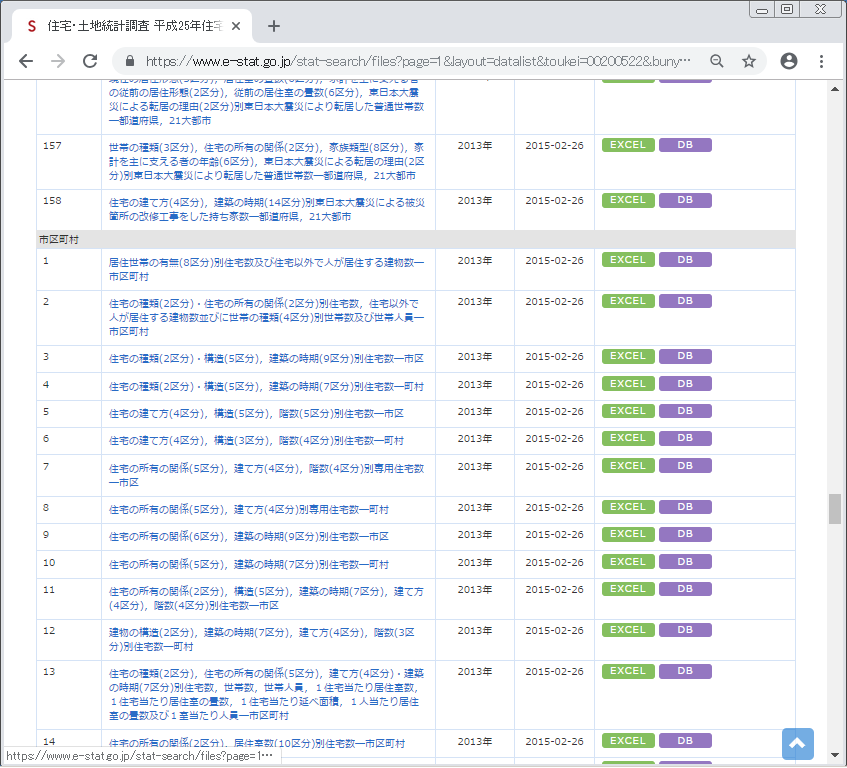 住宅・土地統計調査 平成25年住宅
https://www.e-stat.go.jp/stat-search/files?page=1&layout=datalist&toukei=00200522&buny…
の従前の居住形態(2区分)，従前の居住室の畳数(6区分)，東日本大
震災による転居の理由(2区分)別東日本大震災により転居した普通世帯数
―都道府県，21大都市
157 世帯の種類(3区分)，住宅の所有の関係(2区分)，家族類型(8区分)，家 2013年 2015-02-26 EXCEL DB
計を主に支える者の年齢(6区分)，東日本大震災による転居の理由(2区
分)別東日本大震災により転居した普通世帯数―都道府県，21大都市
158 住宅の建て方(4区分)，建築の時期(14区分)別東日本大震災による被災 2013年 2015-02-26 EXCEL DB
箇所の改修工事をした持ち家数―都道府県，21大都市
市区町村
1 居住世帯の有無(8区分)別住宅数及び住宅以外で人が居住する建物数― 2013年 2015-02-26 EXCEL DB
市区町村
2 住宅の種類(2区分)・住宅の所有の関係(2区分)別住宅数，住宅以外で 2013年 2015-02-26 EXCEL DB
人が居住する建物数並びに世帯の種類(4区分)別世帯数及び世帯人員―
市区町村
3 住宅の種類(2区分)・構造(5区分)，建築の時期(9区分)別住宅数―市区 2013年 2015-02-26 EXCEL DB
4 住宅の種類(2区分)・構造(5区分)，建築の時期(7区分)別住宅数―町村 2013年 2015-02-26 EXCEL DB
5 住宅の建て方(4区分)，構造(5区分)，階数(5区分)別住宅数―市区 2013年 2015-02-26 EXCEL DB
6 住宅の建て方(4区分)，構造(3区分)，階数(4区分)別住宅数―町村 2013年 2015-02-26 EXCEL DB
7 住宅の所有の関係(5区分)，建て方(4区分)，階数(4区分)別専用住宅数 2013年 2015-02-26 EXCEL DB
―市区
8 住宅の所有の関係(5区分)，建て方(4区分)別専用住宅数―町村 2013年 2015-02-26 EXCEL DB
9 住宅の所有の関係(6区分)，建築の時期(9区分)別住宅数―市区 2013年 2015-02-26 EXCEL DB
10 住宅の所有の関係(5区分)，建築の時期(7区分)別住宅数―町村 2013年 2015-02-26 EXCEL DB
11 住宅の所有の関係(2区分)，構造(5区分)，建築の時期(7区分)，建て方 2013年 2015-02-26 EXCEL DB
(4区分)，階数(4区分)別住宅数―市区
12 建物の構造(2区分)，建築の時期(7区分)，建て方(4区分)，階数(3区 2013年 2015-02-26 EXCEL DB
分)別住宅数―町村
13 住宅の種類(2区分)，住宅の所有の関係(5区分)，建て方(4区分)・建築 2013年 2015-02-26 EXCEL DB
の時期(7区分)別住宅数，世帯数，世帯人員，１住宅当たり居住室数，
１住宅当たり居住室の畳数，１住宅当たり延べ面積，１人当たり居住
室の畳数及び１室当たり人員―市区町村
14 住宅の所有の関係(2区分)，居住室数(10区分)別住宅数―市区町村 2013年 2015-02-26 EXCEL DB
https://www.e-stat.go.jp/stat-search/files?page=1…